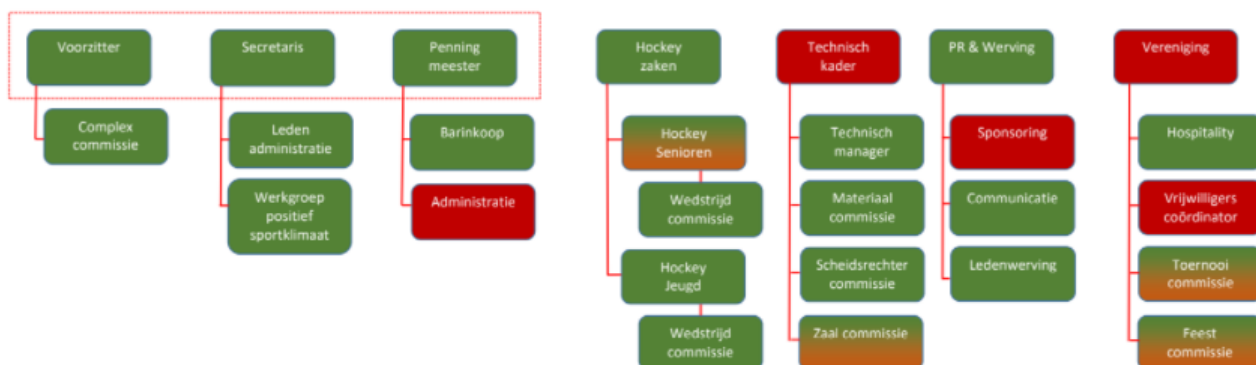 Voorzitter
Secretaris
Penning
meester
Hockey
zaken
Technisch
kader
PR & Werving
Vereniging
Complex
commissie
Leden
administratie
Barinkoop
Hockey
Senioren
Technisch
manager
Sponsoring
Hospitality
Werkgroep
positief
sportklimaat
Administratie
Wedstrijd
commissie
Materiaal
commissie
Communicatie
Vrijwilligers
coördinator
Hockey
Jeugd
Scheidsrechter
commissie
Ledenwerving
Toernooi
commissie
Wedstrijd
commissie
Zaal commissie
Feest
commissie